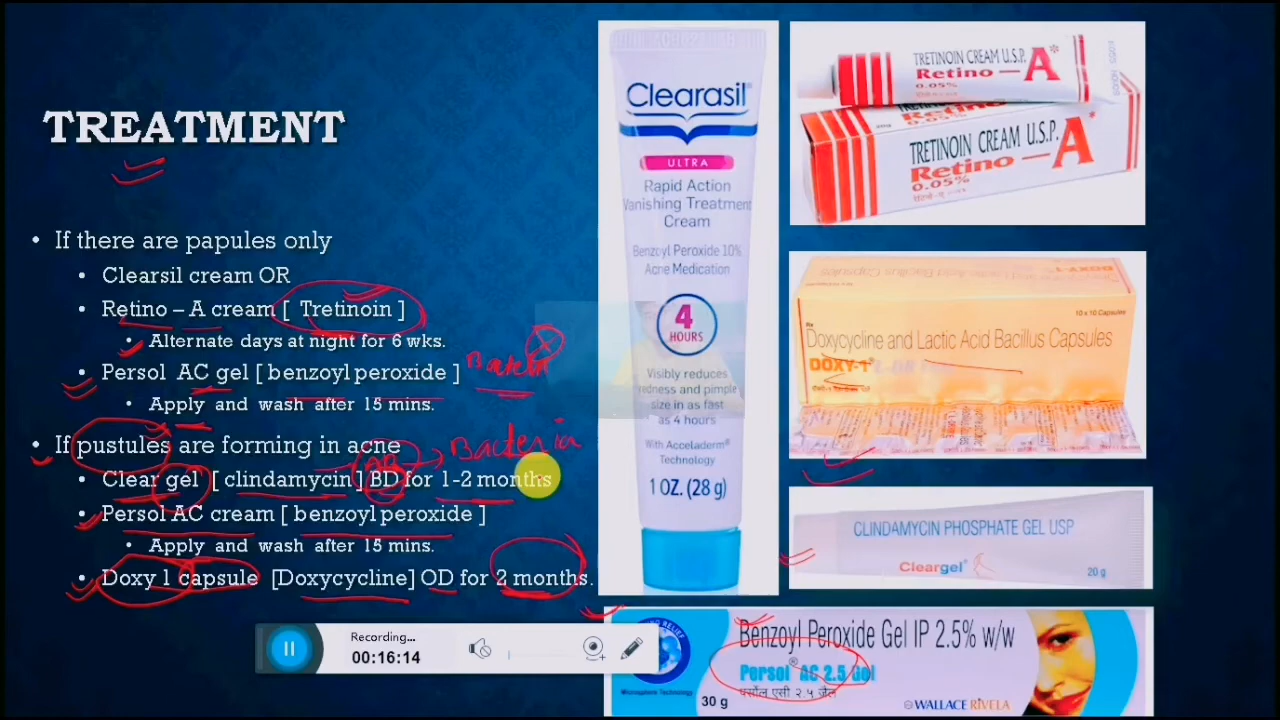 TREATMENT
• If there are papules only
• Clearsil cream OR
• Retino – A cream [ Tretinoin ]
• Alternate days at night for 6 wks.
• Persol AC gel [ benzoyl peroxide ]
• Apply and wash after 15 mins.
• If pustules are forming in acne
Bacteria
• Clear gel [ clindamycin ] BD for 1-2 months
• Persol AC cream [ benzoyl peroxide ]
• Apply and wash after 15 mins.
• Doxy 1 capsule [Doxycycline] OD for 2 months.
Recording...
00:16:14
Clearasil
ULTRA
Rapid Action
Vanishing Treatment
Cream
Benzoyl Peroxide 10%
Acne Medication
4
HOURS
Visibly reduces
redness and pimple
size in as fast
as 4 hours
With Acceladerm®
Technology
1 OZ. (28 g)
TRETINOIN CREAM U.S.P.
Retino – A*
0.05%
TRETINOIN CREAM U.S.P.
Retino – A*
0.05%
10 x 10 Capsules
Rx
Doxycycline and Lactic Acid Bacillus Capsules
DOXY-1
CLINDAMYCIN PHOSPHATE GEL USP
Cleargel
20 g
Benzoyl Peroxide Gel IP 2.5% w/w
Persol® AC 2.5 Gel
पर्सोल एसी २.५ जैल
Microsphere Technology
30 g
WALLACE RIVELA